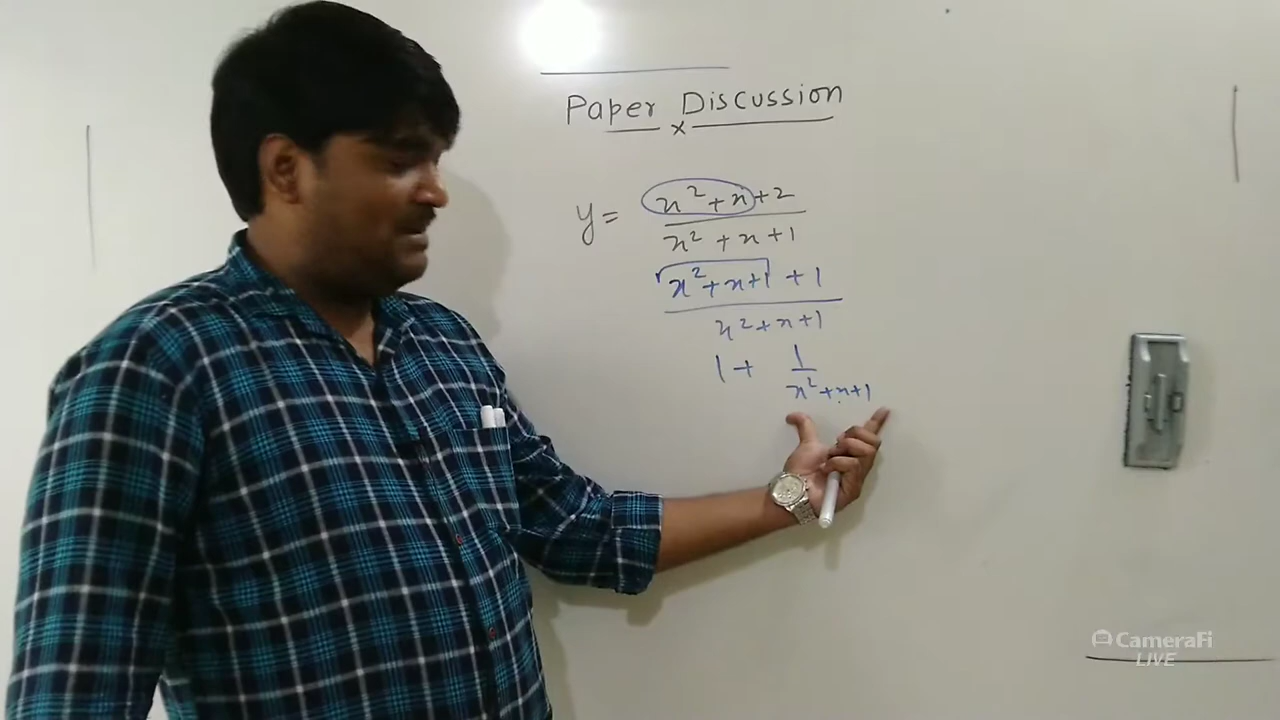 Paper Discussion
x
y = x² + x + 2 / x² + x + 1
x² + x + 1 + 1 / x² + x + 1
1 + 1 / x² + x + 1
CameraFi
LIVE